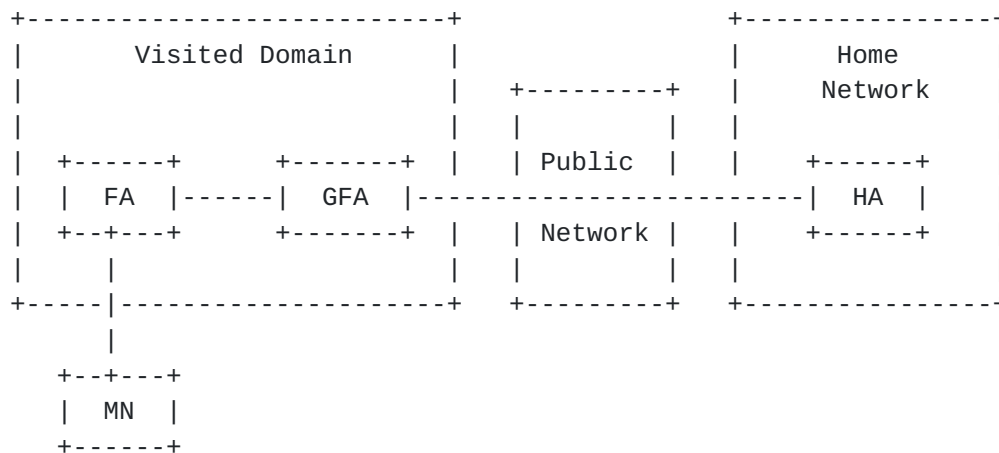 Visited Domain
Home
Network
Public
FA
GFA
HA
Network
MN